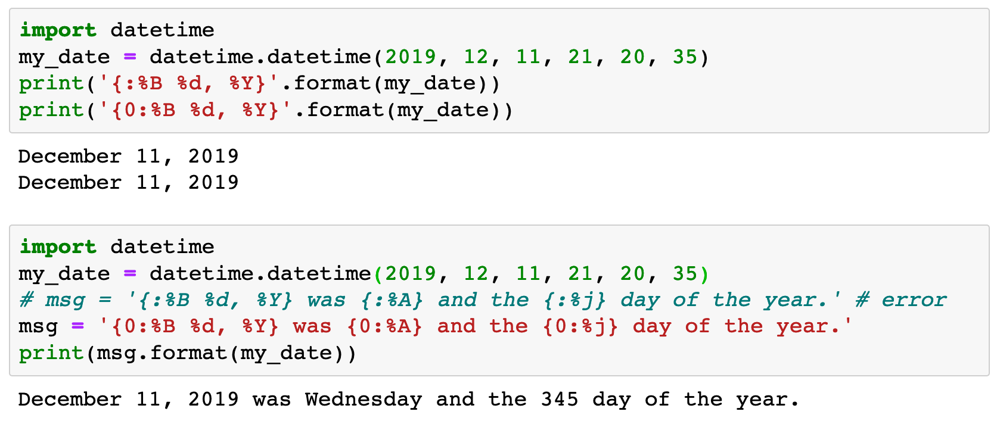 import datetime
my_date = datetime.datetime(2019, 12, 11, 21, 20, 35)
print('{:%B %d, %Y}'.format(my_date))
print('{0:%B %d, %Y}'.format(my_date))
December 11, 2019
December 11, 2019
import datetime
my_date = datetime.datetime(2019, 12, 11, 21, 20, 35)
# msg = '{:%B %d, %Y} was {:%A} and the {:%j} day of the year.' # error
msg = '{0:%B %d, %Y} was {0:%A} and the {0:%j} day of the year.'
print(msg.format(my_date))
December 11, 2019 was Wednesday and the 345 day of the year.